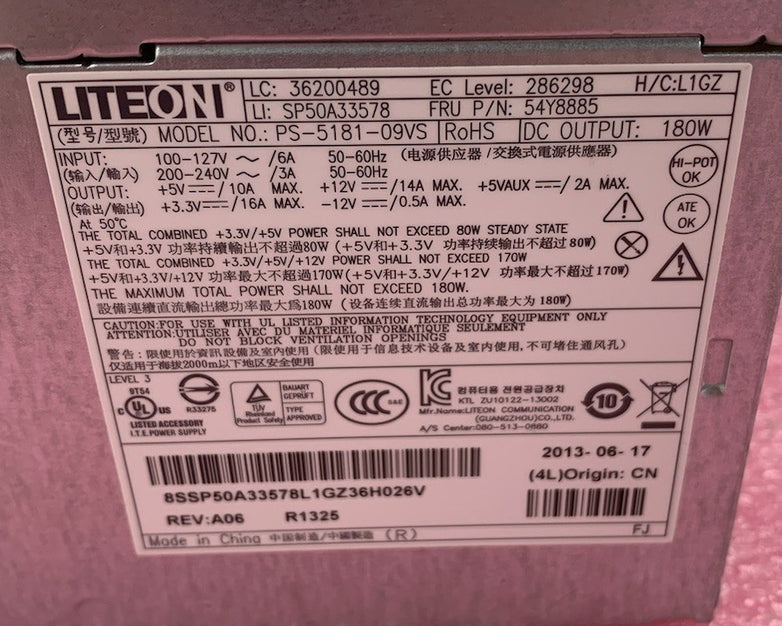 LITEON® LC: 36200489 EC Level: 286298 H/C:L1GZ
LI: SP50A33578 FRU P/N: 54Y8885
(型号/型號) MODEL NO.: PS-5181-09VS RoHS DC OUTPUT: 180W
INPUT: 100-127V ～ /6A 50-60Hz (电源供应器 /交換式電源供應器)
(输入/輸入) 200-240V ～ /3A 50-60Hz
HI-POT OK
OUTPUT: +5V⎓/10A MAX. +12V⎓/14A MAX. +5VAUX⎓/2A MAX.
(输出/輸出) +3.3V⎓/16A MAX. -12V⎓/0.5A MAX.
ATE OK
At 50°C
THE TOTAL COMBINED +3.3V/+5V POWER SHALL NOT EXCEED 80W STEADY STATE
+5V和+3.3V 功率持續輸出不超過80W (+5V和+3.3V 功率持续输出不超过80W)
THE TOTAL COMBINED +3.3V/+5V/+12V POWER SHALL NOT EXCEED 170W
+5V和+3.3V/+12V 功率最大不超過170W(+5V和+3.3V/+12V 功率最大不超过170W)
THE MAXIMUM TOTAL POWER SHALL NOT EXCEED 180W.
設備連續直流輸出總功率最大爲180W (设备连续直流输出总功率最大为 180W)
CAUTION:FOR USE WITH UL LISTED INFORMATION TECHNOLOGY EQUIPMENT ONLY
ATTENTION:UTILISER AVEC DU MATERIEL INFORMATIQUE SEULEMENT
DO NOT BLOCK VENTILATION OPENINGS
警告: 限使用於資訊設備及室内使用 (限使用于信息技术设备及室内使用,不可堵住通风孔)
仅适用于海拔2000m以下地区安全使用
LEVEL 3
9T54
c UL us
LISTED ACCESSORY
I.T.E.POWER SUPPLY
R33275
TÜV Rheinland Product Safety
BAUART GEPRÜFT
TYPE APPROVED
CCC S&E
컴퓨터용 전원공급장치
KTL ZU10122-13002
Mfr.Name:LITEON COMMUNICATION
(GUANGZHOU)CO.,LTD.
A/S Center:080-513-0880
10
8SSP50A33578L1GZ36H026V
REV:A06 R1325
2013- 06- 17
(4L)Origin: CN
FJ
Made in China 中国制造/中國製造 (R)